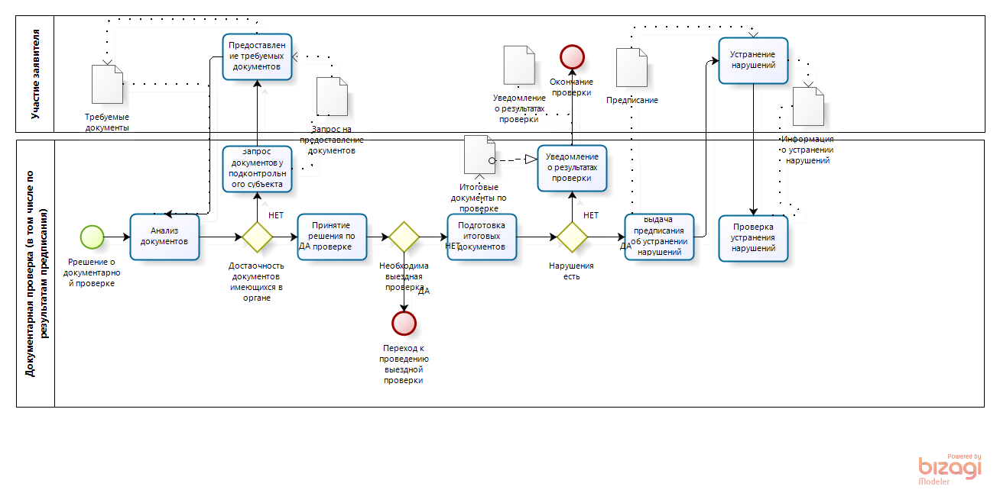 Участие заявителя
Предоставлен
ие требуемых
документов
Требуемые
документы
Запрос на
предоставление
документов
Уведомление
о результатах
проверки
Окончание
проверки
Предписание
Устранение
нарушений
Информация
о устранении
нарушений
Документарная проверка (в том числе по
результатам предписания)
Запрос
документов у
подконтрольн
ого субъекта
Итоговые
документы по
проверке
Уведомление
о результатах
проверки
НЕТ
НЕТ
Ррешение о
документарно
й проверке
Анализ
документов
Достаочность
документов
имеющихся в
органе
ДА
Принятие
решения по
проверке
Необходима
выездная
проверка
НЕТ
ДА
Подготовка
итоговых
документов
Нарушения
есть
ДА
Выдача
предписания
об устранении
нарушений
Проверка
устранения
нарушений
Переход к
проведению
выездной
проверки
Powered by
bizagi
Modeler